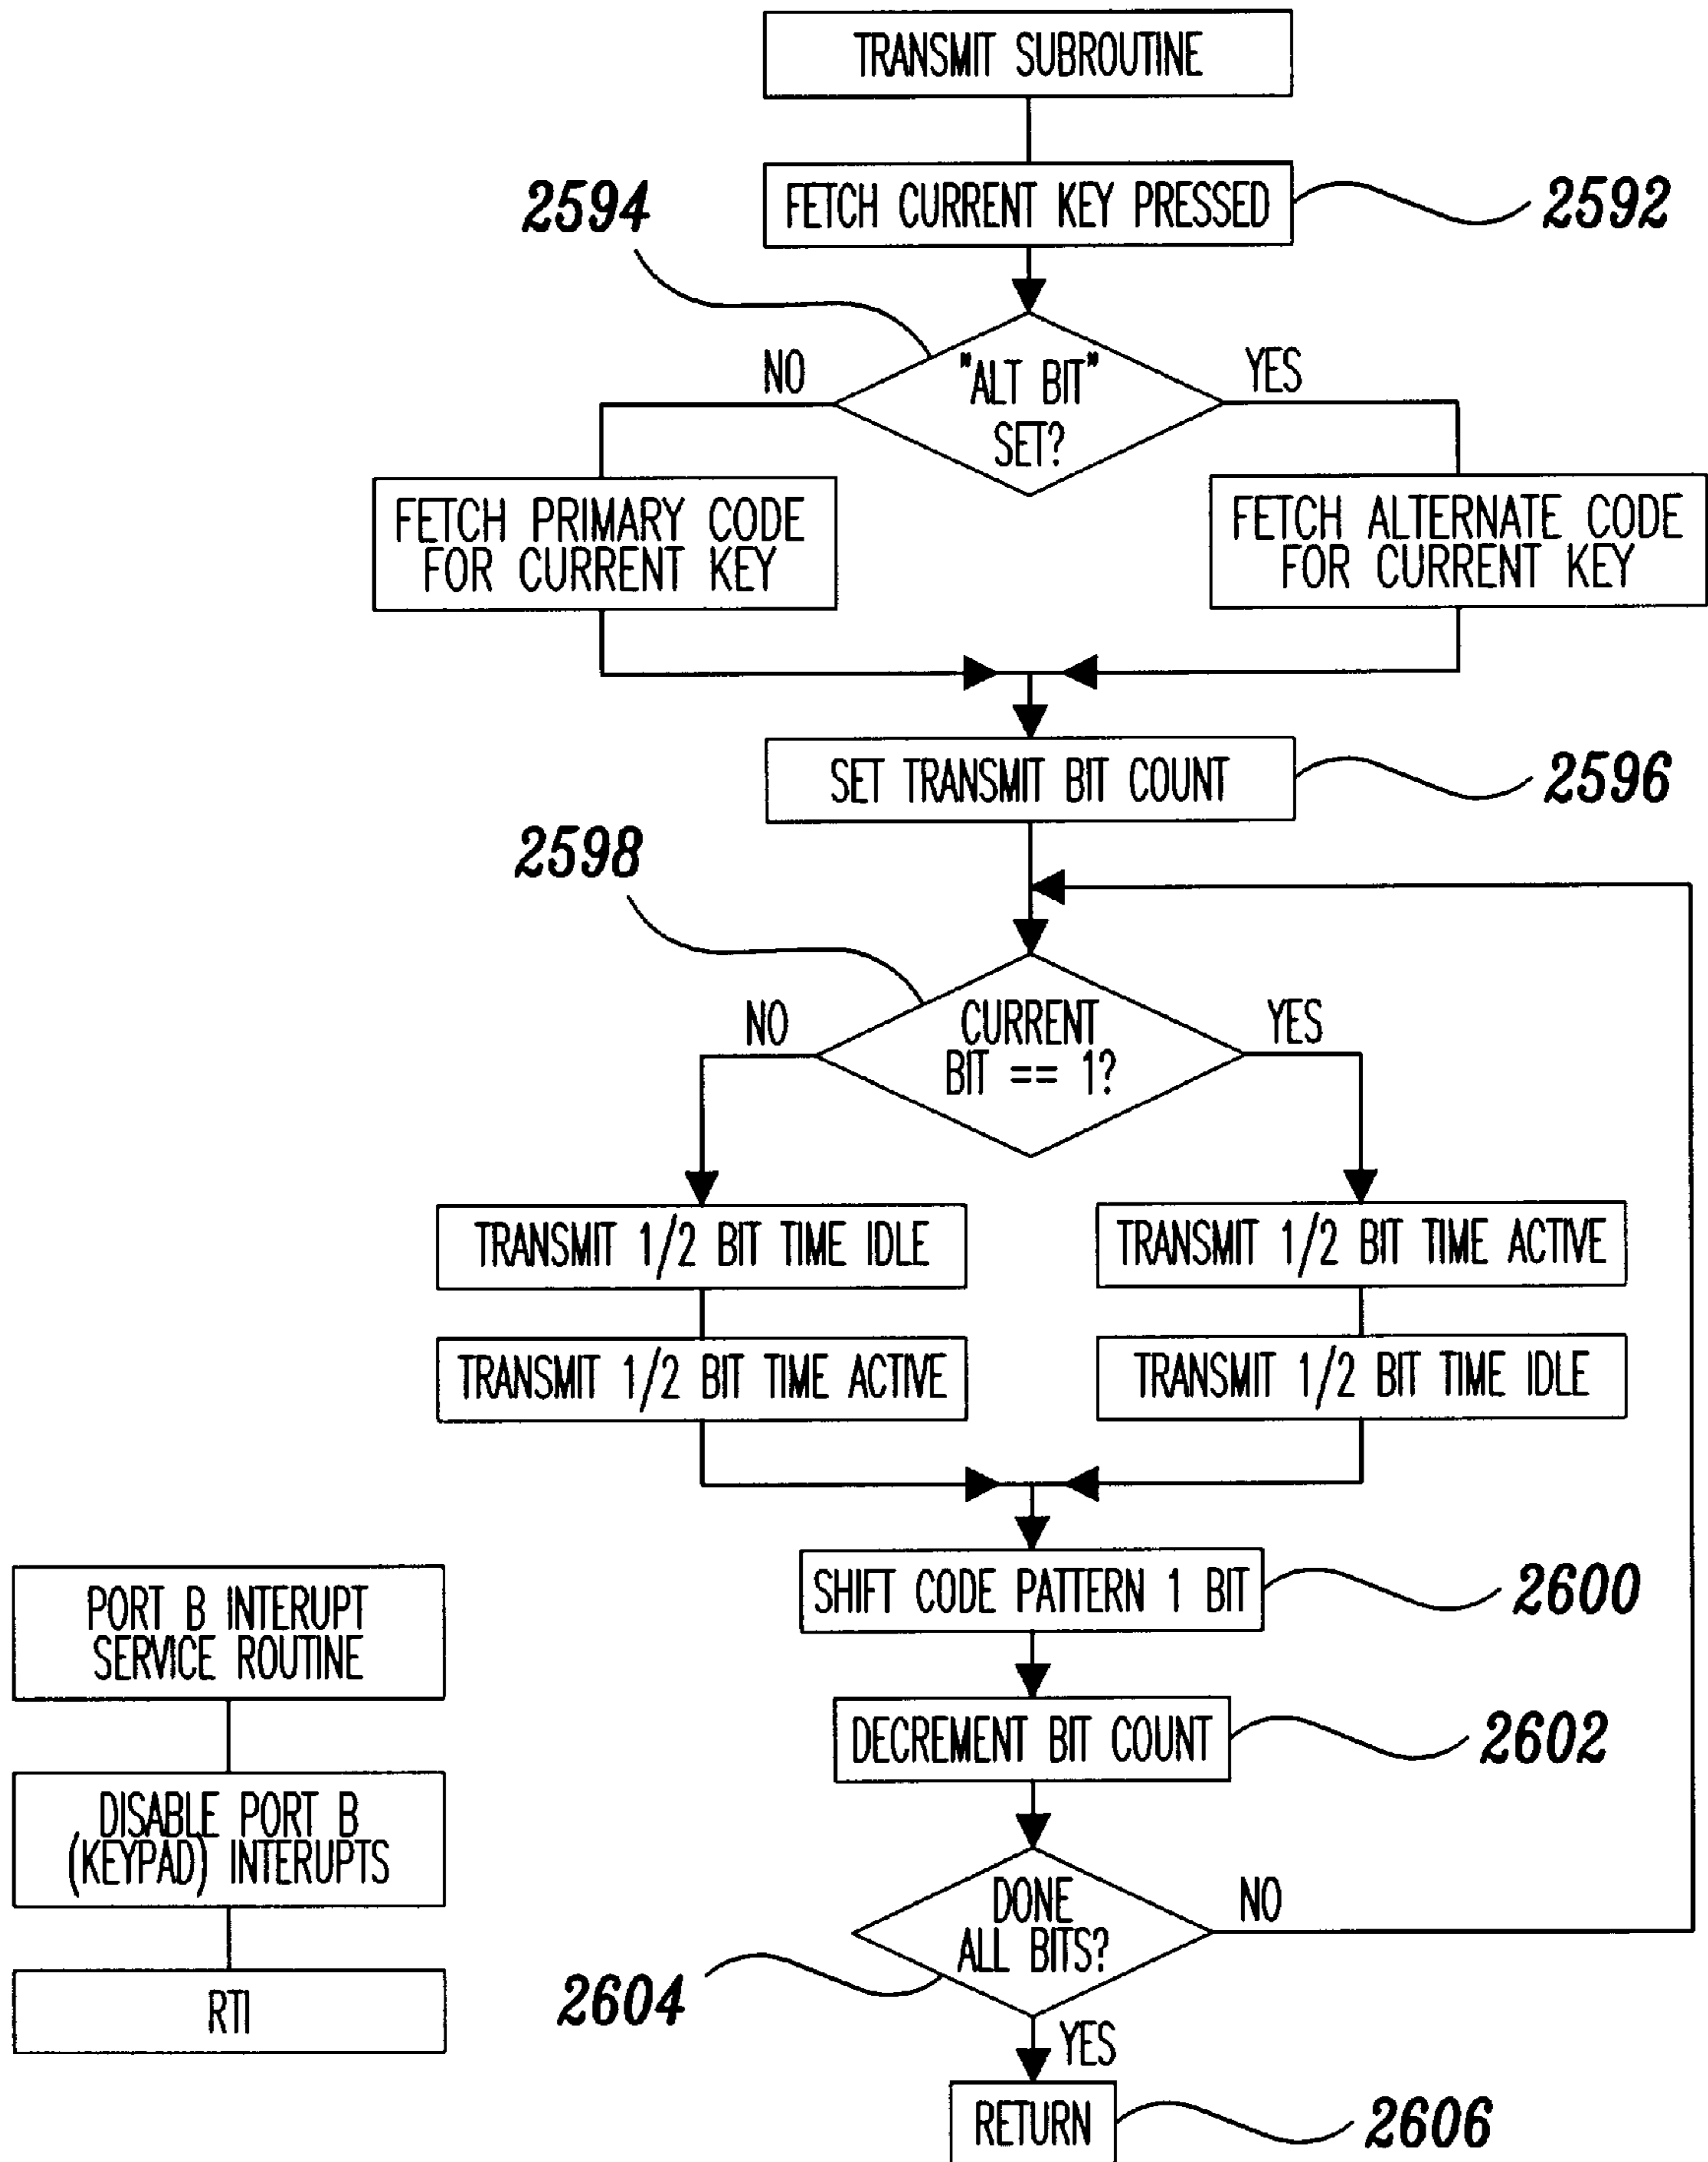 TRANSMIT SUBROUTINE
FETCH CURRENT KEY PRESSED
2592
2594
"ALT BIT"
SET?
NO
YES
FETCH PRIMARY CODE
FOR CURRENT KEY
FETCH ALTERNATE CODE
FOR CURRENT KEY
SET TRANSMIT BIT COUNT
2596
2598
CURRENT
BIT == 1?
NO
YES
TRANSMIT 1/2 BIT TIME IDLE
TRANSMIT 1/2 BIT TIME ACTIVE
TRANSMIT 1/2 BIT TIME ACTIVE
TRANSMIT 1/2 BIT TIME IDLE
SHIFT CODE PATTERN 1 BIT
2600
DECREMENT BIT COUNT
2602
DONE
ALL BITS?
NO
2604
YES
RETURN
2606
PORT B INTERUPT
SERVICE ROUTINE
DISABLE PORT B
(KEYPAD) INTERUPTS
RTI